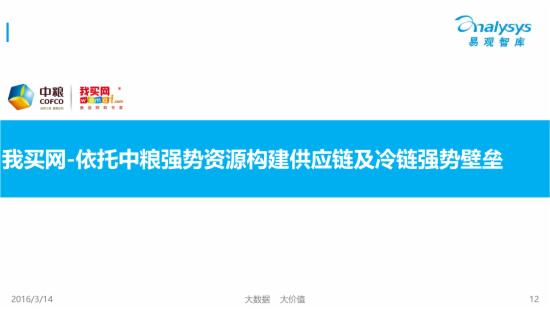 analysys
易观智库
中粮
COFCO
我买网
womai.com
我买网-依托中粮强势资源构建供应链及冷链强势壁垒
2016/3/14
大数据 大价值
12